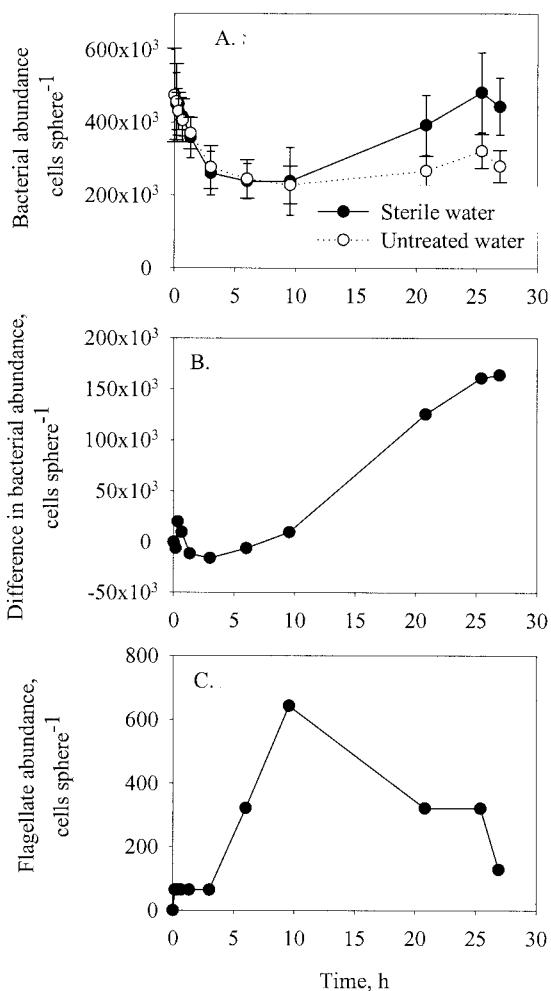 A. :
Bacterial abundance
cells sphere⁻¹
600x10³
400x10³
200x10³
0
Sterile water
Untreated water
0 5 10 15 20 25 30
B.
Difference in bacterial abundance,
cells sphere⁻¹
200x10³
150x10³
100x10³
50x10³
0
-50x10³
0 5 10 15 20 25 30
C.
Flagellate abundance,
cells sphere⁻¹
800
600
400
200
0
0 5 10 15 20 25 30
Time, h